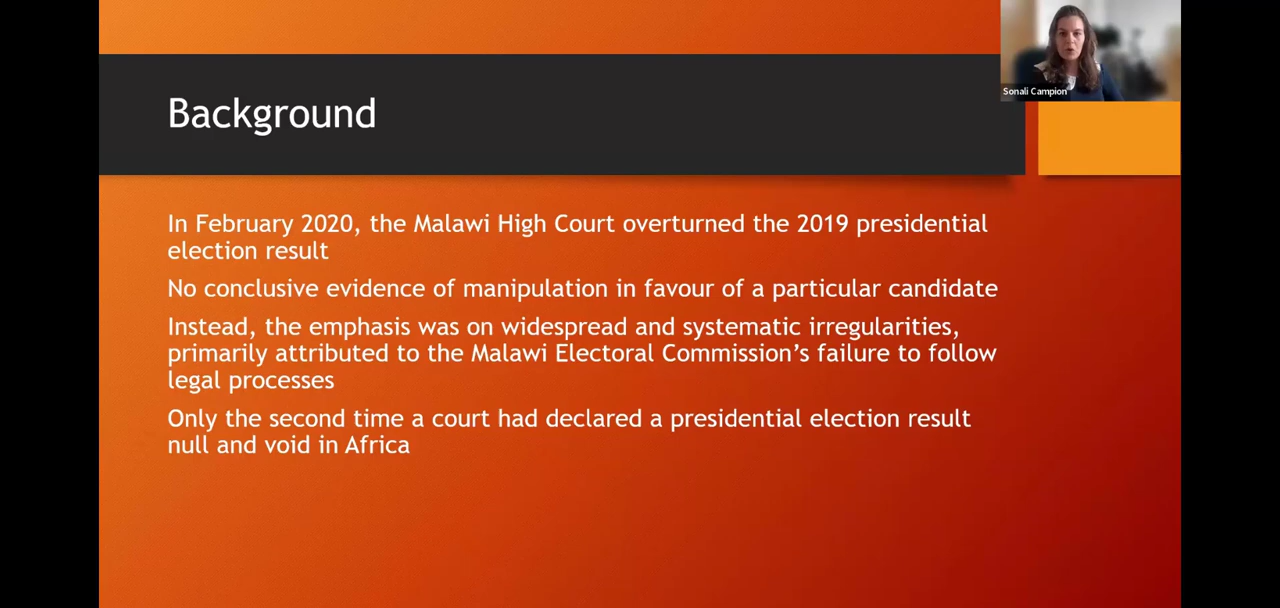 Sonali Campion
Background
In February 2020, the Malawi High Court overturned the 2019 presidential
election result
No conclusive evidence of manipulation in favour of a particular candidate
Instead, the emphasis was on widespread and systematic irregularities,
primarily attributed to the Malawi Electoral Commission’s failure to follow
legal processes
Only the second time a court had declared a presidential election result
null and void in Africa